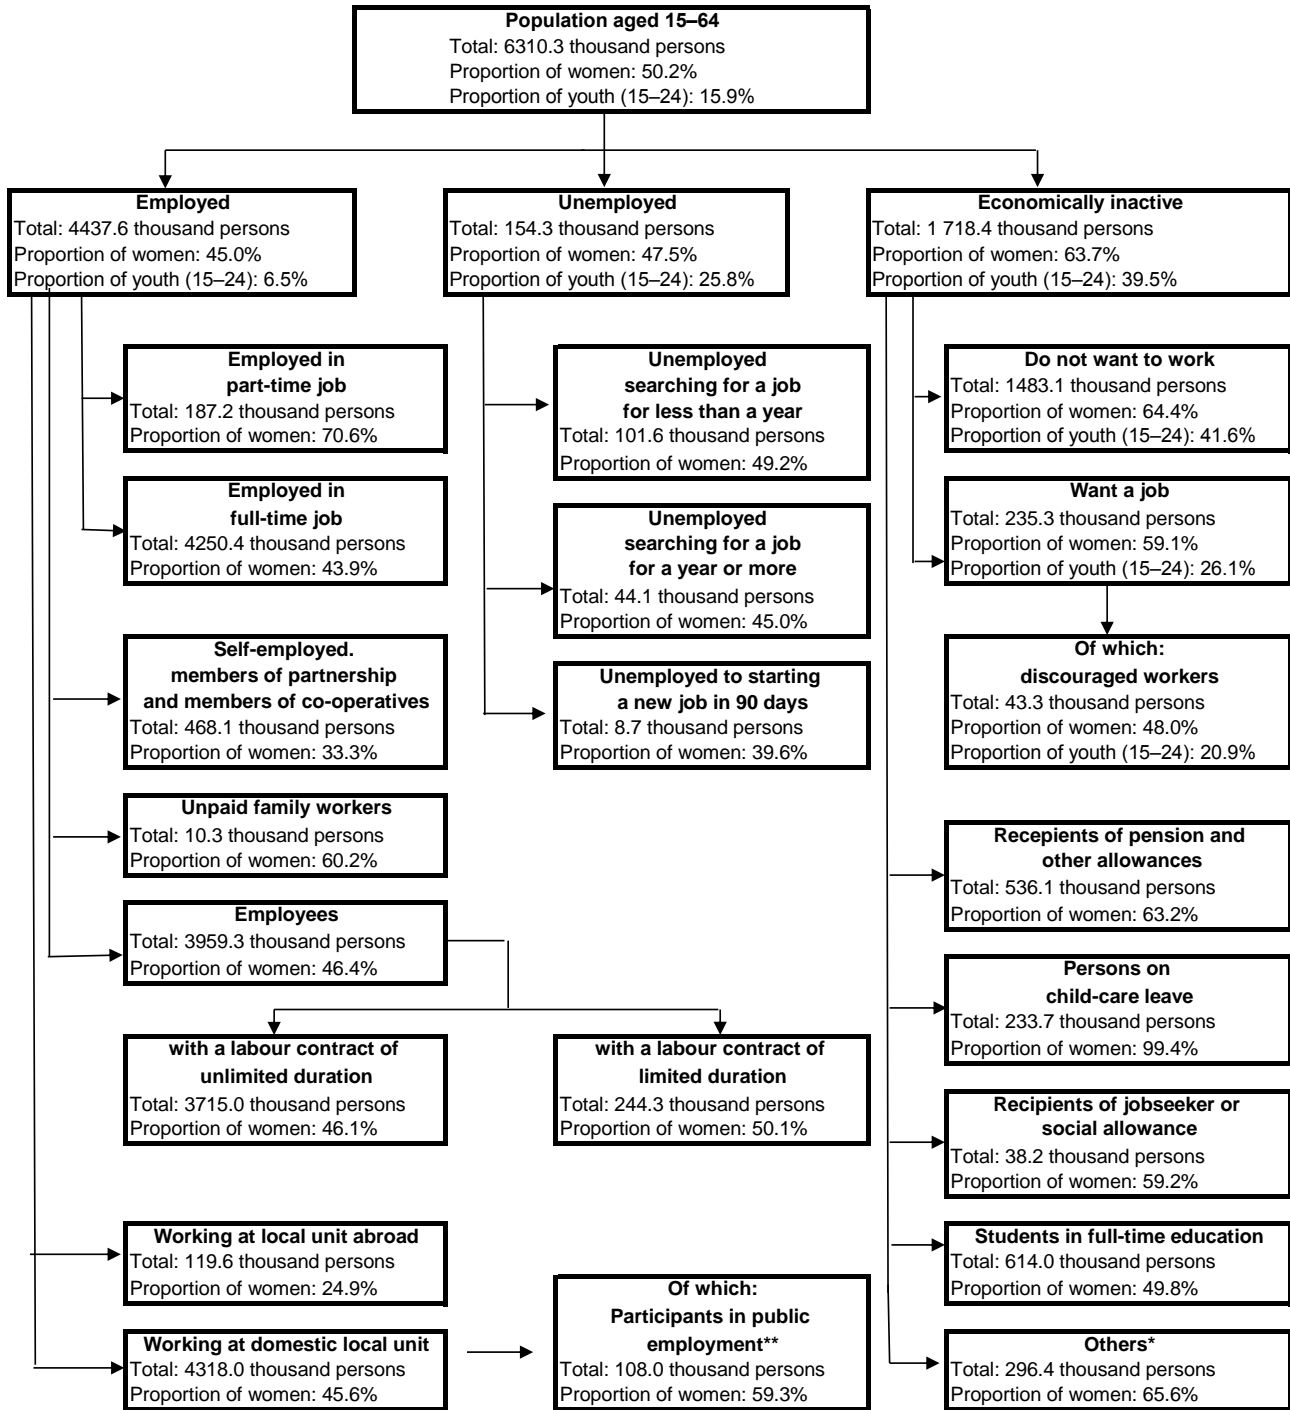 Population aged 15–64
Total: 6310.3 thousand persons
Proportion of women: 50.2%
Proportion of youth (15–24): 15.9%
Employed
Total: 4437.6 thousand persons
Proportion of women: 45.0%
Proportion of youth (15–24): 6.5%
Unemployed
Total: 154.3 thousand persons
Proportion of women: 47.5%
Proportion of youth (15–24): 25.8%
Economically inactive
Total: 1 718.4 thousand persons
Proportion of women: 63.7%
Proportion of youth (15–24): 39.5%
Employed in
part-time job
Total: 187.2 thousand persons
Proportion of women: 70.6%
Employed in
full-time job
Total: 4250.4 thousand persons
Proportion of women: 43.9%
Self-employed.
members of partnership
and members of co-operatives
Total: 468.1 thousand persons
Proportion of women: 33.3%
Unpaid family workers
Total: 10.3 thousand persons
Proportion of women: 60.2%
Employees
Total: 3959.3 thousand persons
Proportion of women: 46.4%
with a labour contract of
unlimited duration
Total: 3715.0 thousand persons
Proportion of women: 46.1%
with a labour contract of
limited duration
Total: 244.3 thousand persons
Proportion of women: 50.1%
Working at local unit abroad
Total: 119.6 thousand persons
Proportion of women: 24.9%
Working at domestic local unit
Total: 4318.0 thousand persons
Proportion of women: 45.6%
Of which:
Participants in public
employment**
Total: 108.0 thousand persons
Proportion of women: 59.3%
Unemployed
searching for a job
for less than a year
Total: 101.6 thousand persons
Proportion of women: 49.2%
Unemployed
searching for a job
for a year or more
Total: 44.1 thousand persons
Proportion of women: 45.0%
Unemployed to starting
a new job in 90 days
Total: 8.7 thousand persons
Proportion of women: 39.6%
Do not want to work
Total: 1483.1 thousand persons
Proportion of women: 64.4%
Proportion of youth (15–24): 41.6%
Want a job
Total: 235.3 thousand persons
Proportion of women: 59.1%
Proportion of youth (15–24): 26.1%
Of which:
discouraged workers
Total: 43.3 thousand persons
Proportion of women: 48.0%
Proportion of youth (15–24): 20.9%
Recepients of pension and
other allowances
Total: 536.1 thousand persons
Proportion of women: 63.2%
Persons on
child-care leave
Total: 233.7 thousand persons
Proportion of women: 99.4%
Recipients of jobseeker or
social allowance
Total: 38.2 thousand persons
Proportion of women: 59.2%
Students in full-time education
Total: 614.0 thousand persons
Proportion of women: 49.8%
Others*
Total: 296.4 thousand persons
Proportion of women: 65.6%